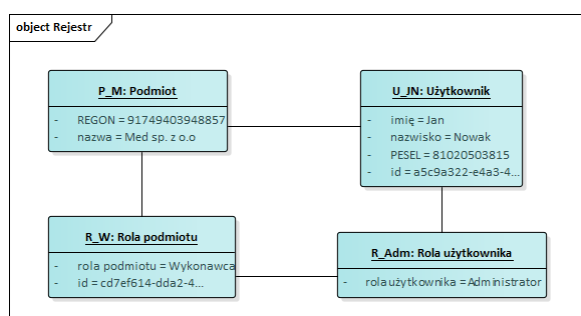 object Rejestr
P_M: Podmiot
- REGON = 91749403948857
- nazwa = Med sp. z o.o
U_JN: Użytkownik
- imię = Jan
- nazwisko = Nowak
- PESEL = 81020503815
- id = a5c9a322-e4a3-4...
R_W: Rola podmiotu
- rola podmiotu = Wykonawca
- id = cd7ef614-dda2-4...
R_Adm: Rola użytkownika
- rola użytkownika = Administrator